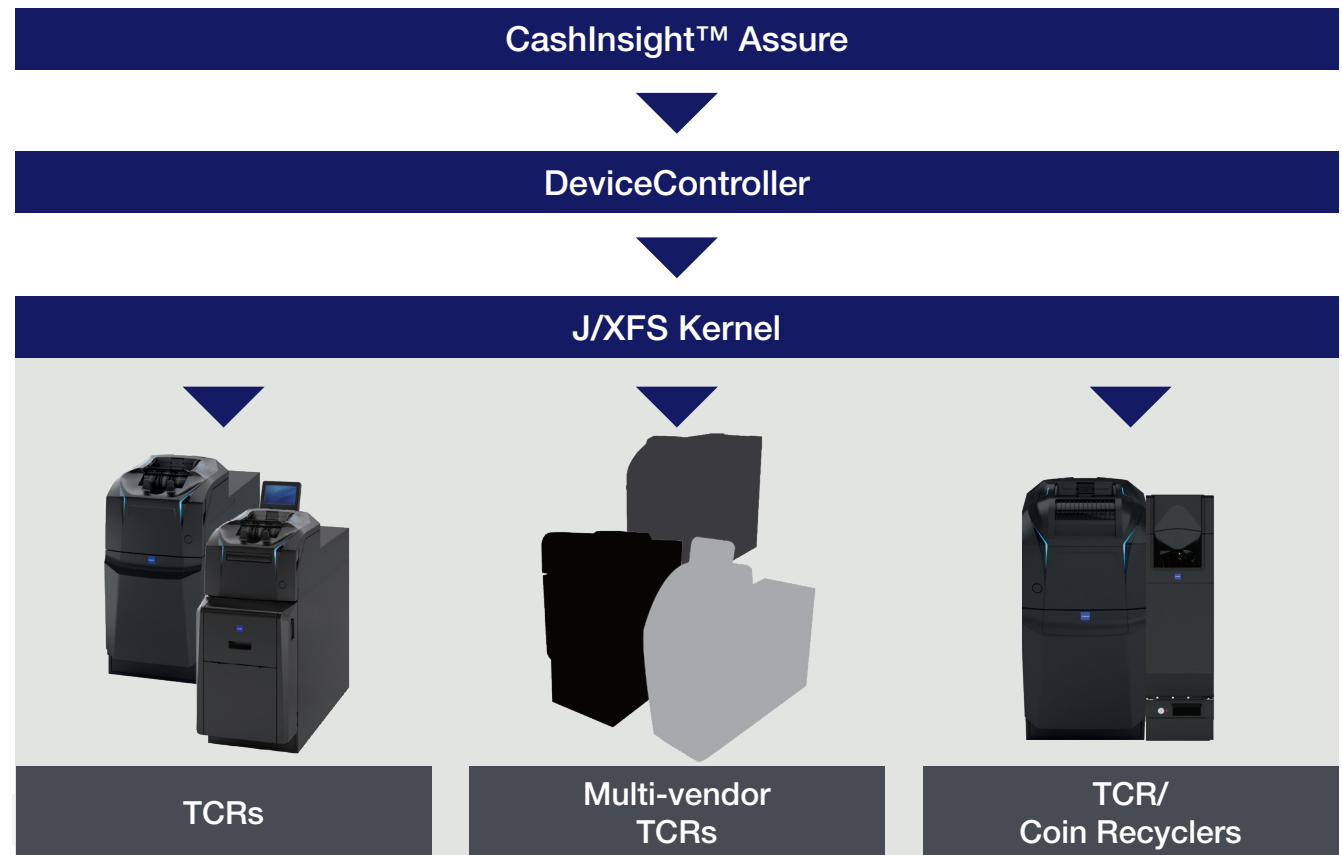 CashInsight™ Assure
DeviceController
J/XFS Kernel
TCRs
Multi-vendor
TCRs
TCR/
Coin Recyclers